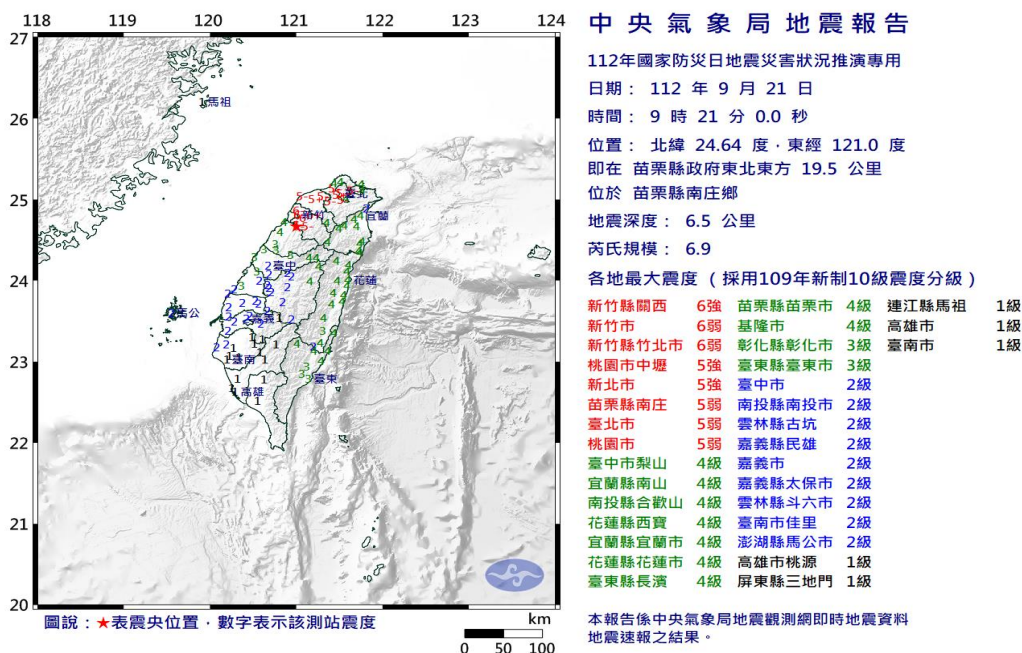 中央氣象局地震報告
112年國家防災日地震災害狀況推演專用
日期： 112 年 9 月 21 日
時間： 9 時 21 分 0.0 秒
位置： 北緯 24.64 度，東經 121.0 度
即在 苗栗縣政府東北東方 19.5 公里
位於 苗栗縣南庄鄉
地震深度： 6.5 公里
芮氏規模： 6.9
各地最大震度（採用109年新制10級震度分級）
新竹縣關西 6強 苗栗縣苗栗市 4級 連江縣馬祖 1級
新竹市 6弱 基隆市 4級 高雄市 1級
新竹縣竹北市 6弱 彰化縣彰化市 3級 臺南市 1級
桃園市中壢 5強 臺東縣臺東市 3級
新北市 5強 臺中市 2級
苗栗縣南庄 5弱 南投縣南投市 2級
臺北市 5弱 雲林縣古坑 2級
桃園市 5弱 嘉義縣民雄 2級
臺中市梨山 4級 嘉義市 2級
宜蘭縣南山 4級 嘉義縣太保市 2級
南投縣合歡山 4級 雲林縣斗六市 2級
花蓮縣西寶 4級 臺南市佳里 2級
宜蘭縣宜蘭市 4級 澎湖縣馬公市 2級
花蓮縣花蓮市 4級 高雄市桃源 1級
臺東縣長濱 4級 屏東縣三地門 1級
本報告係中央氣象局地震觀測網即時地震資料
地震速報之結果。
118 119 120 121 122 123 124
27
26
25
24
23
22
21
20
1馬祖
臺北
新竹
宜蘭
臺中
花蓮
馬公
嘉義
臺南
臺東
高雄
圖說：★表震央位置，數字表示該測站震度
km
0 50 100